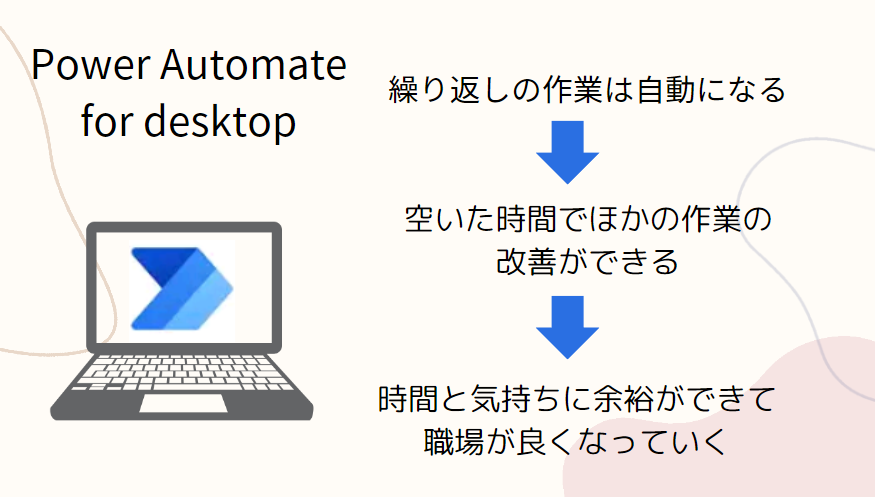 Power Automate
for desktop
繰り返しの作業は自動になる
空いた時間でほかの作業の
改善ができる
時間と気持ちに余裕ができて
職場が良くなっていく